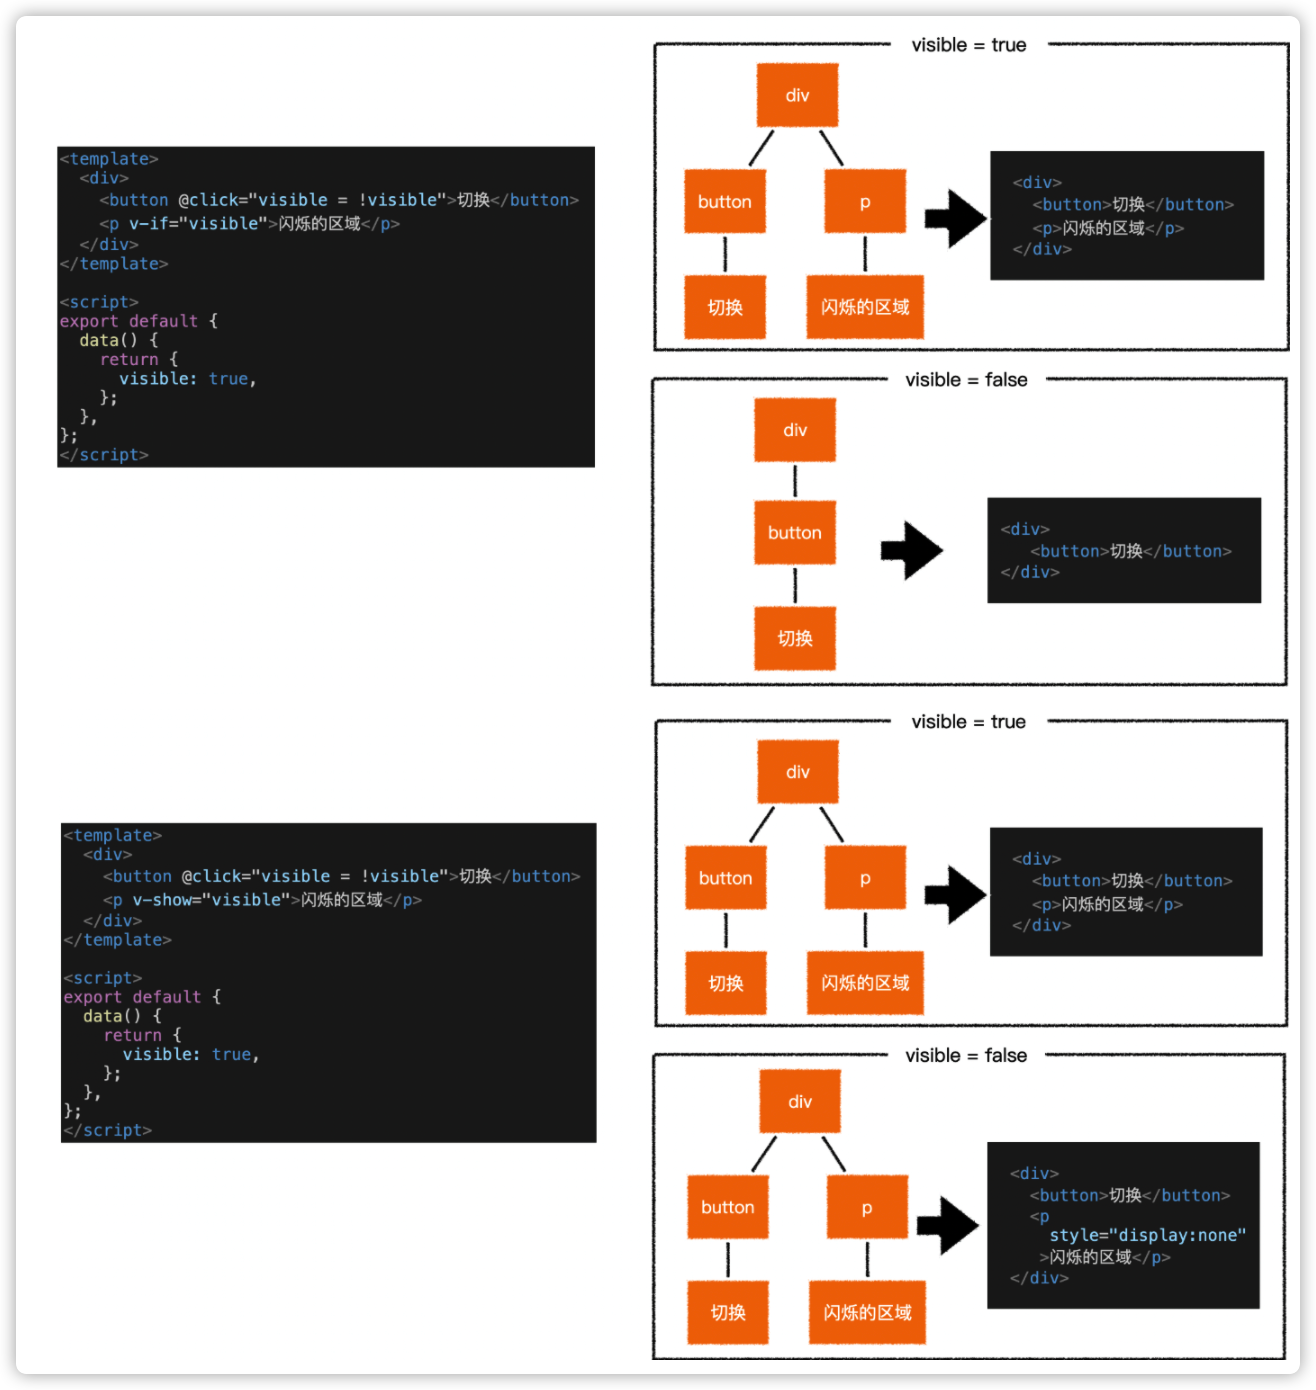 <template>
  <div>
    <button @click="visible = !visible">切换</button>
    <p v-if="visible">闪烁的区域</p>
  </div>
</template>

<script>
export default {
  data() {
    return {
      visible: true,
    };
  },
};
</script>
visible = true
div
button
p
切换
闪烁的区域
<div>
  <button>切换</button>
  <p>闪烁的区域</p>
</div>
visible = false
div
button
切换
<div>
   <button>切换</button>
</div>
<template>
  <div>
    <button @click="visible = !visible">切换</button>
    <p v-show="visible">闪烁的区域</p>
  </div>
</template>

<script>
export default {
  data() {
    return {
      visible: true,
    };
  },
};
</script>
visible = true
div
button
p
切换
闪烁的区域
<div>
  <button>切换</button>
  <p>闪烁的区域</p>
</div>
visible = false
div
button
p
切换
闪烁的区域
<div>
  <button>切换</button>
  <p
    style="display:none"
   >闪烁的区域</p>
</div>